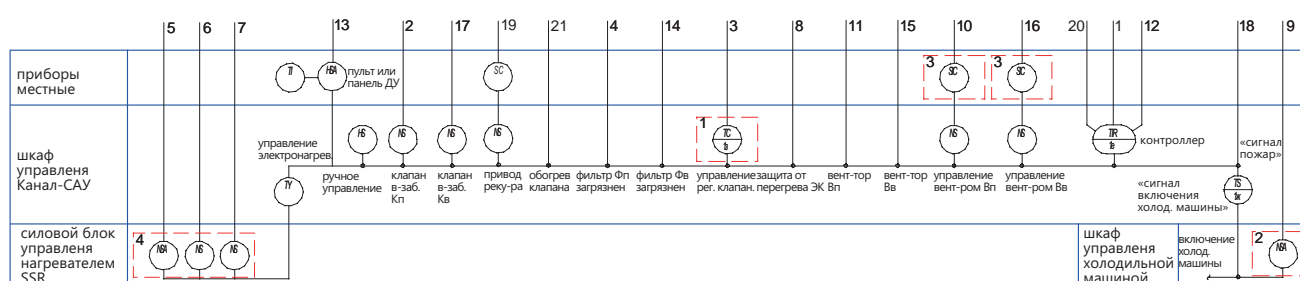 5 6 7 13 2 17 19 21 4 14 3 8 11 15 10 16 20 1 12 18 9
приборы
местные
TI
HSA
пульт или
панель ДУ
SC
3
SC
3
SC
шкаф
управленя
Канал-САУ
управление
электронагрев.
TY
HS
NS
NS
NS
1
TC
1в
NS
NS
TIR
1в
контроллер
«сигнал
пожар»
ручное
управление
клапан
в-заб.
Кп
клапан
в-заб.
Кв
привод
реку-ра
обогрев
клапана
фильтр Фп
загрязнен
фильтр Фв
загрязнен
управление
рег. клапан.
защита от
перегрева ЭК
вент-тор
Вп
вент-тор
Вв
управление
вент-ром Вп
управление
вент-ром Вв
«сигнал
включения
холод. машины»
TS
силовой блок
управленя
нагревателем
SSR
4
NSA
NS
NS
шкаф
управленя
холодильной
машиной
включение
холод.
машины
2
NSA